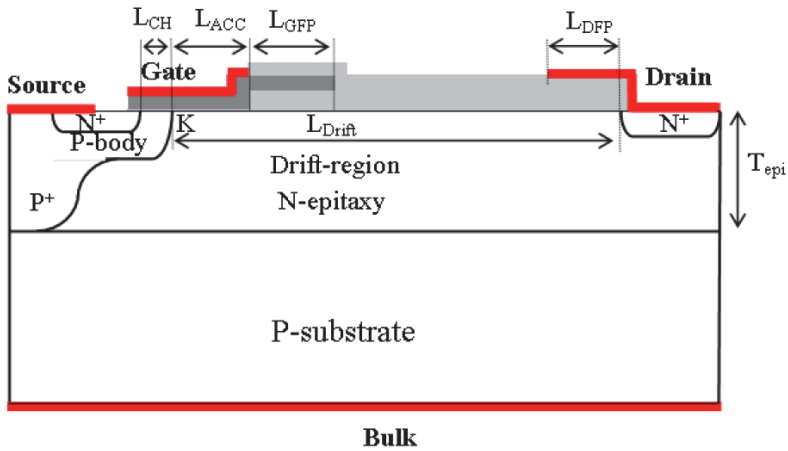 LCH LACC LGFP LDFP
Source Gate Drain
N+ K LDrift N+
P-body
Drift-region Tepi
P+ N-epitaxy
P-substrate
Bulk